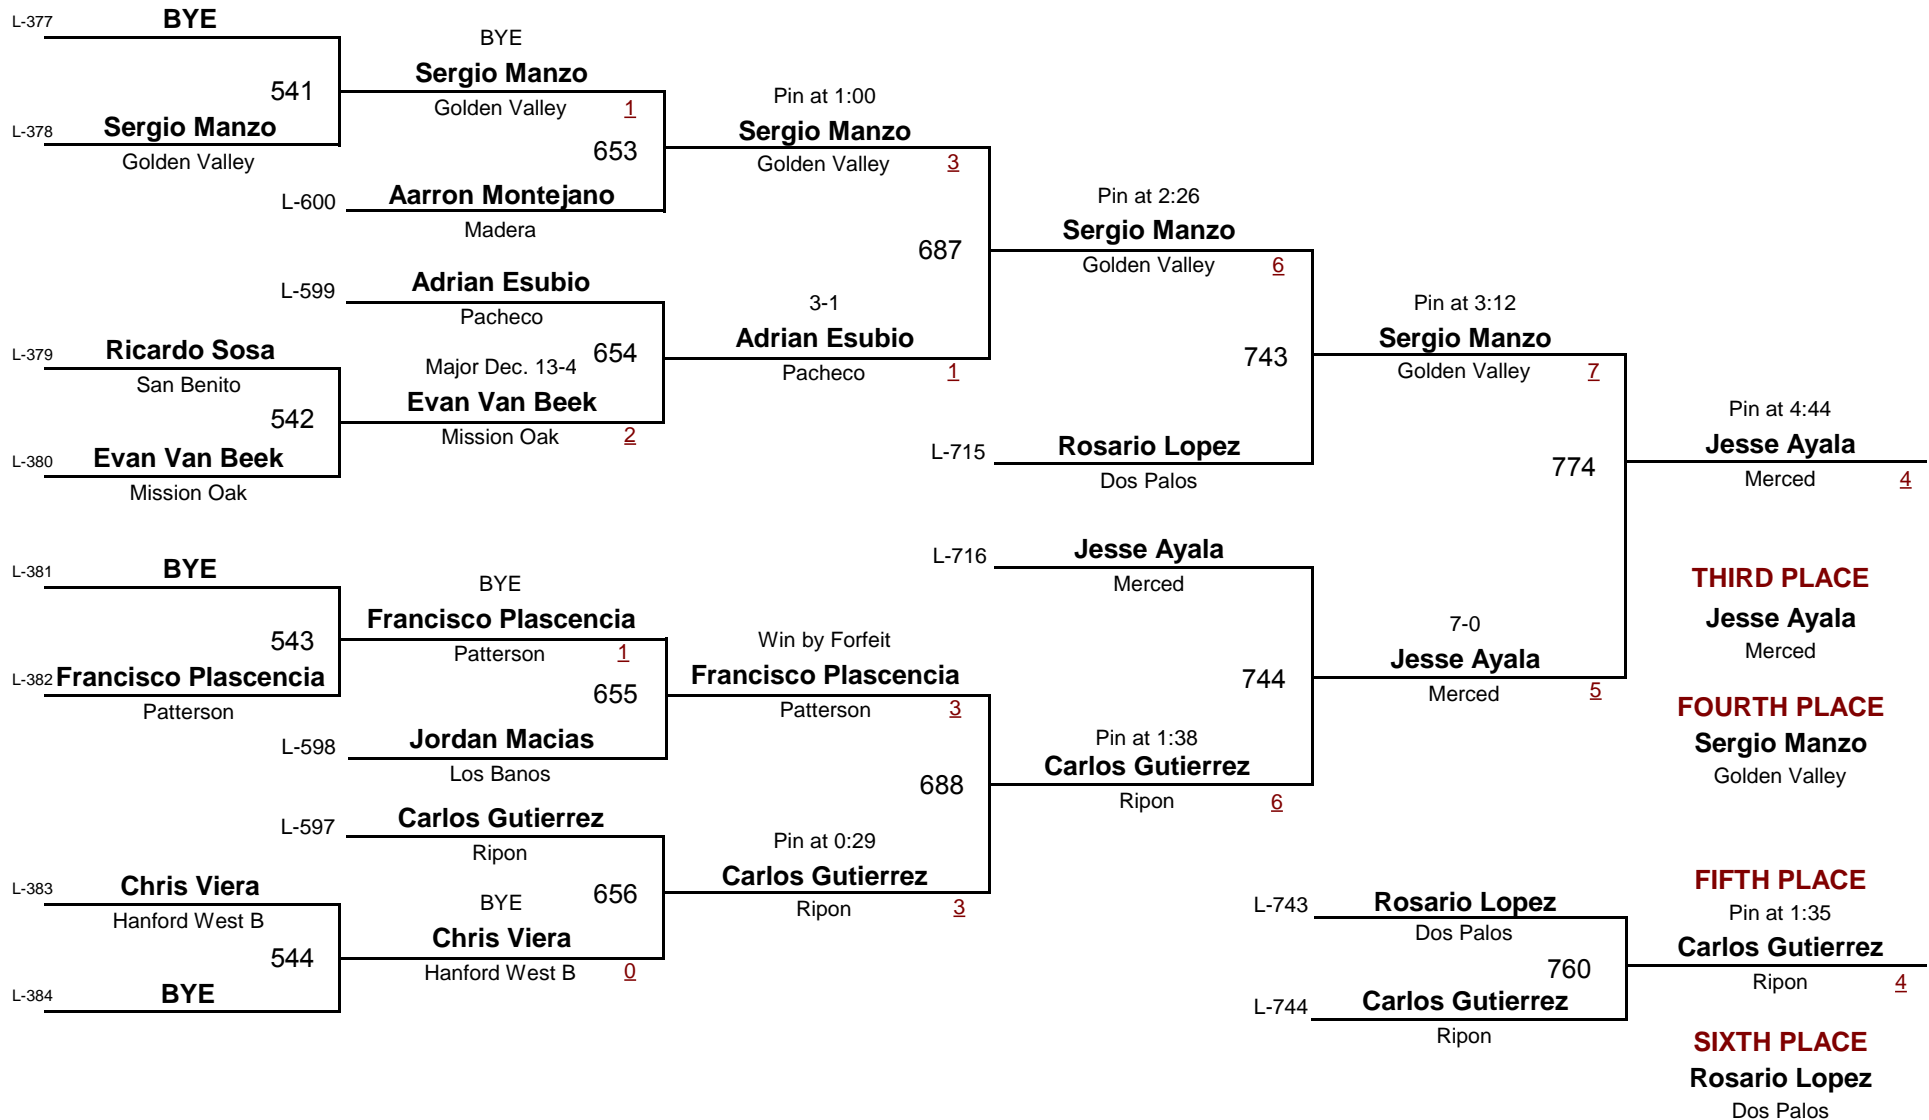 L-377 BYE
541
L-378 Sergio Manzo
Golden Valley
L-379 Ricardo Sosa
San Benito
542
L-380 Evan Van Beek
Mission Oak
L-381 BYE
543
L-382 Francisco Plascencia
Patterson
L-383 Chris Viera
Hanford West B
544
L-384 BYE
BYE
Sergio Manzo
Golden Valley 1
653
L-600 Aarron Montejano
Madera
L-599 Adrian Esubio
Pacheco
654
Major Dec. 13-4
Evan Van Beek
Mission Oak 2
BYE
Francisco Plascencia
Patterson 1
655
L-598 Jordan Macias
Los Banos
L-597 Carlos Gutierrez
Ripon
656
BYE
Chris Viera
Hanford West B 0
Pin at 1:00
Sergio Manzo
Golden Valley 3
687
3-1
Adrian Esubio
Pacheco 1
Win by Forfeit
Francisco Plascencia
Patterson 3
688
Pin at 0:29
Carlos Gutierrez
Ripon 3
Pin at 2:26
Sergio Manzo
Golden Valley 6
743
L-715 Rosario Lopez
Dos Palos
L-716 Jesse Ayala
Merced
744
Pin at 1:38
Carlos Gutierrez
Ripon 6
Pin at 3:12
Sergio Manzo
Golden Valley 7
774
7-0
Jesse Ayala
Merced 5
Pin at 4:44
Jesse Ayala
Merced 4
THIRD PLACE
Jesse Ayala
Merced
FOURTH PLACE
Sergio Manzo
Golden Valley
L-743 Rosario Lopez
Dos Palos
760
L-744 Carlos Gutierrez
Ripon
FIFTH PLACE
Pin at 1:35
Carlos Gutierrez
Ripon 4
SIXTH PLACE
Rosario Lopez
Dos Palos